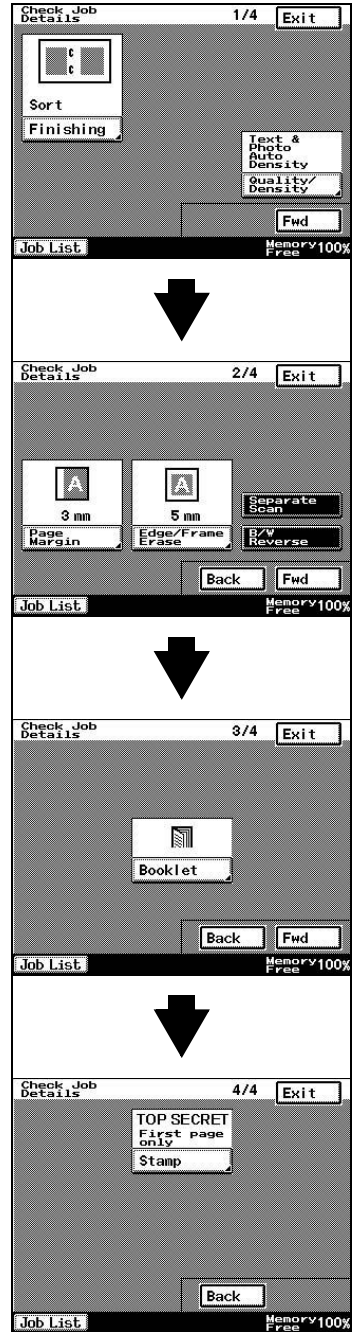 Check Job
Details
1/4
Exit
Sort
Finishing
Text &
Photo
Auto
Density
Quality/
Density
Fwd
Job List
Memory
Free
100%
Check Job
Details
2/4
Exit
A
3 mm
Page
Margin
A
5 mm
Edge/Frame
Erase
Separate
Scan
B/W
Reverse
Back
Fwd
Job List
Memory
Free
100%
Check Job
Details
3/4
Exit
Booklet
Back
Fwd
Job List
Memory
Free
100%
Check Job
Details
4/4
Exit
TOP SECRET
First page
only
Stamp
Back
Job List
Memory
Free
100%